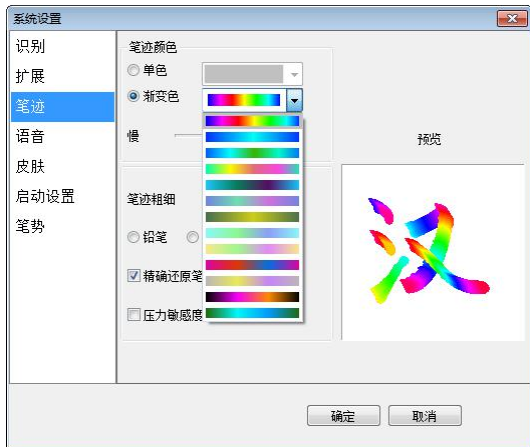 系统设置
识别
扩展
笔迹
语音
皮肤
启动设置
笔势
笔迹颜色
单色
渐变色
慢
预览
笔迹粗细
铅笔
精确还原笔
压力敏感度
汉
确定
取消